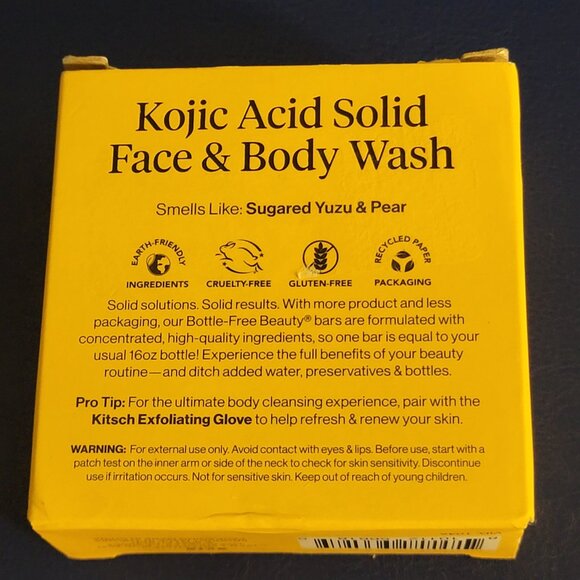 Kojic Acid Solid
Face & Body Wash
Smells Like: Sugared Yuzu & Pear
EARTH-FRIENDLY
INGREDIENTS
CRUELTY-FREE
GLUTEN-FREE
RECYCLED PAPER
PACKAGING
Solid solutions. Solid results. With more product and less
packaging, our Bottle-Free Beauty® bars are formulated with
concentrated, high-quality ingredients, so one bar is equal to your
usual 16oz bottle! Experience the full benefits of your beauty
routine—and ditch added water, preservatives & bottles.
Pro Tip: For the ultimate body cleansing experience, pair with the
Kitsch Exfoliating Glove to help refresh & renew your skin.
WARNING: For external use only. Avoid contact with eyes & lips. Before use, start with a
patch test on the inner arm or side of the neck to check for skin sensitivity. Discontinue
use if irritation occurs. Not for sensitive skin. Keep out of reach of young children.